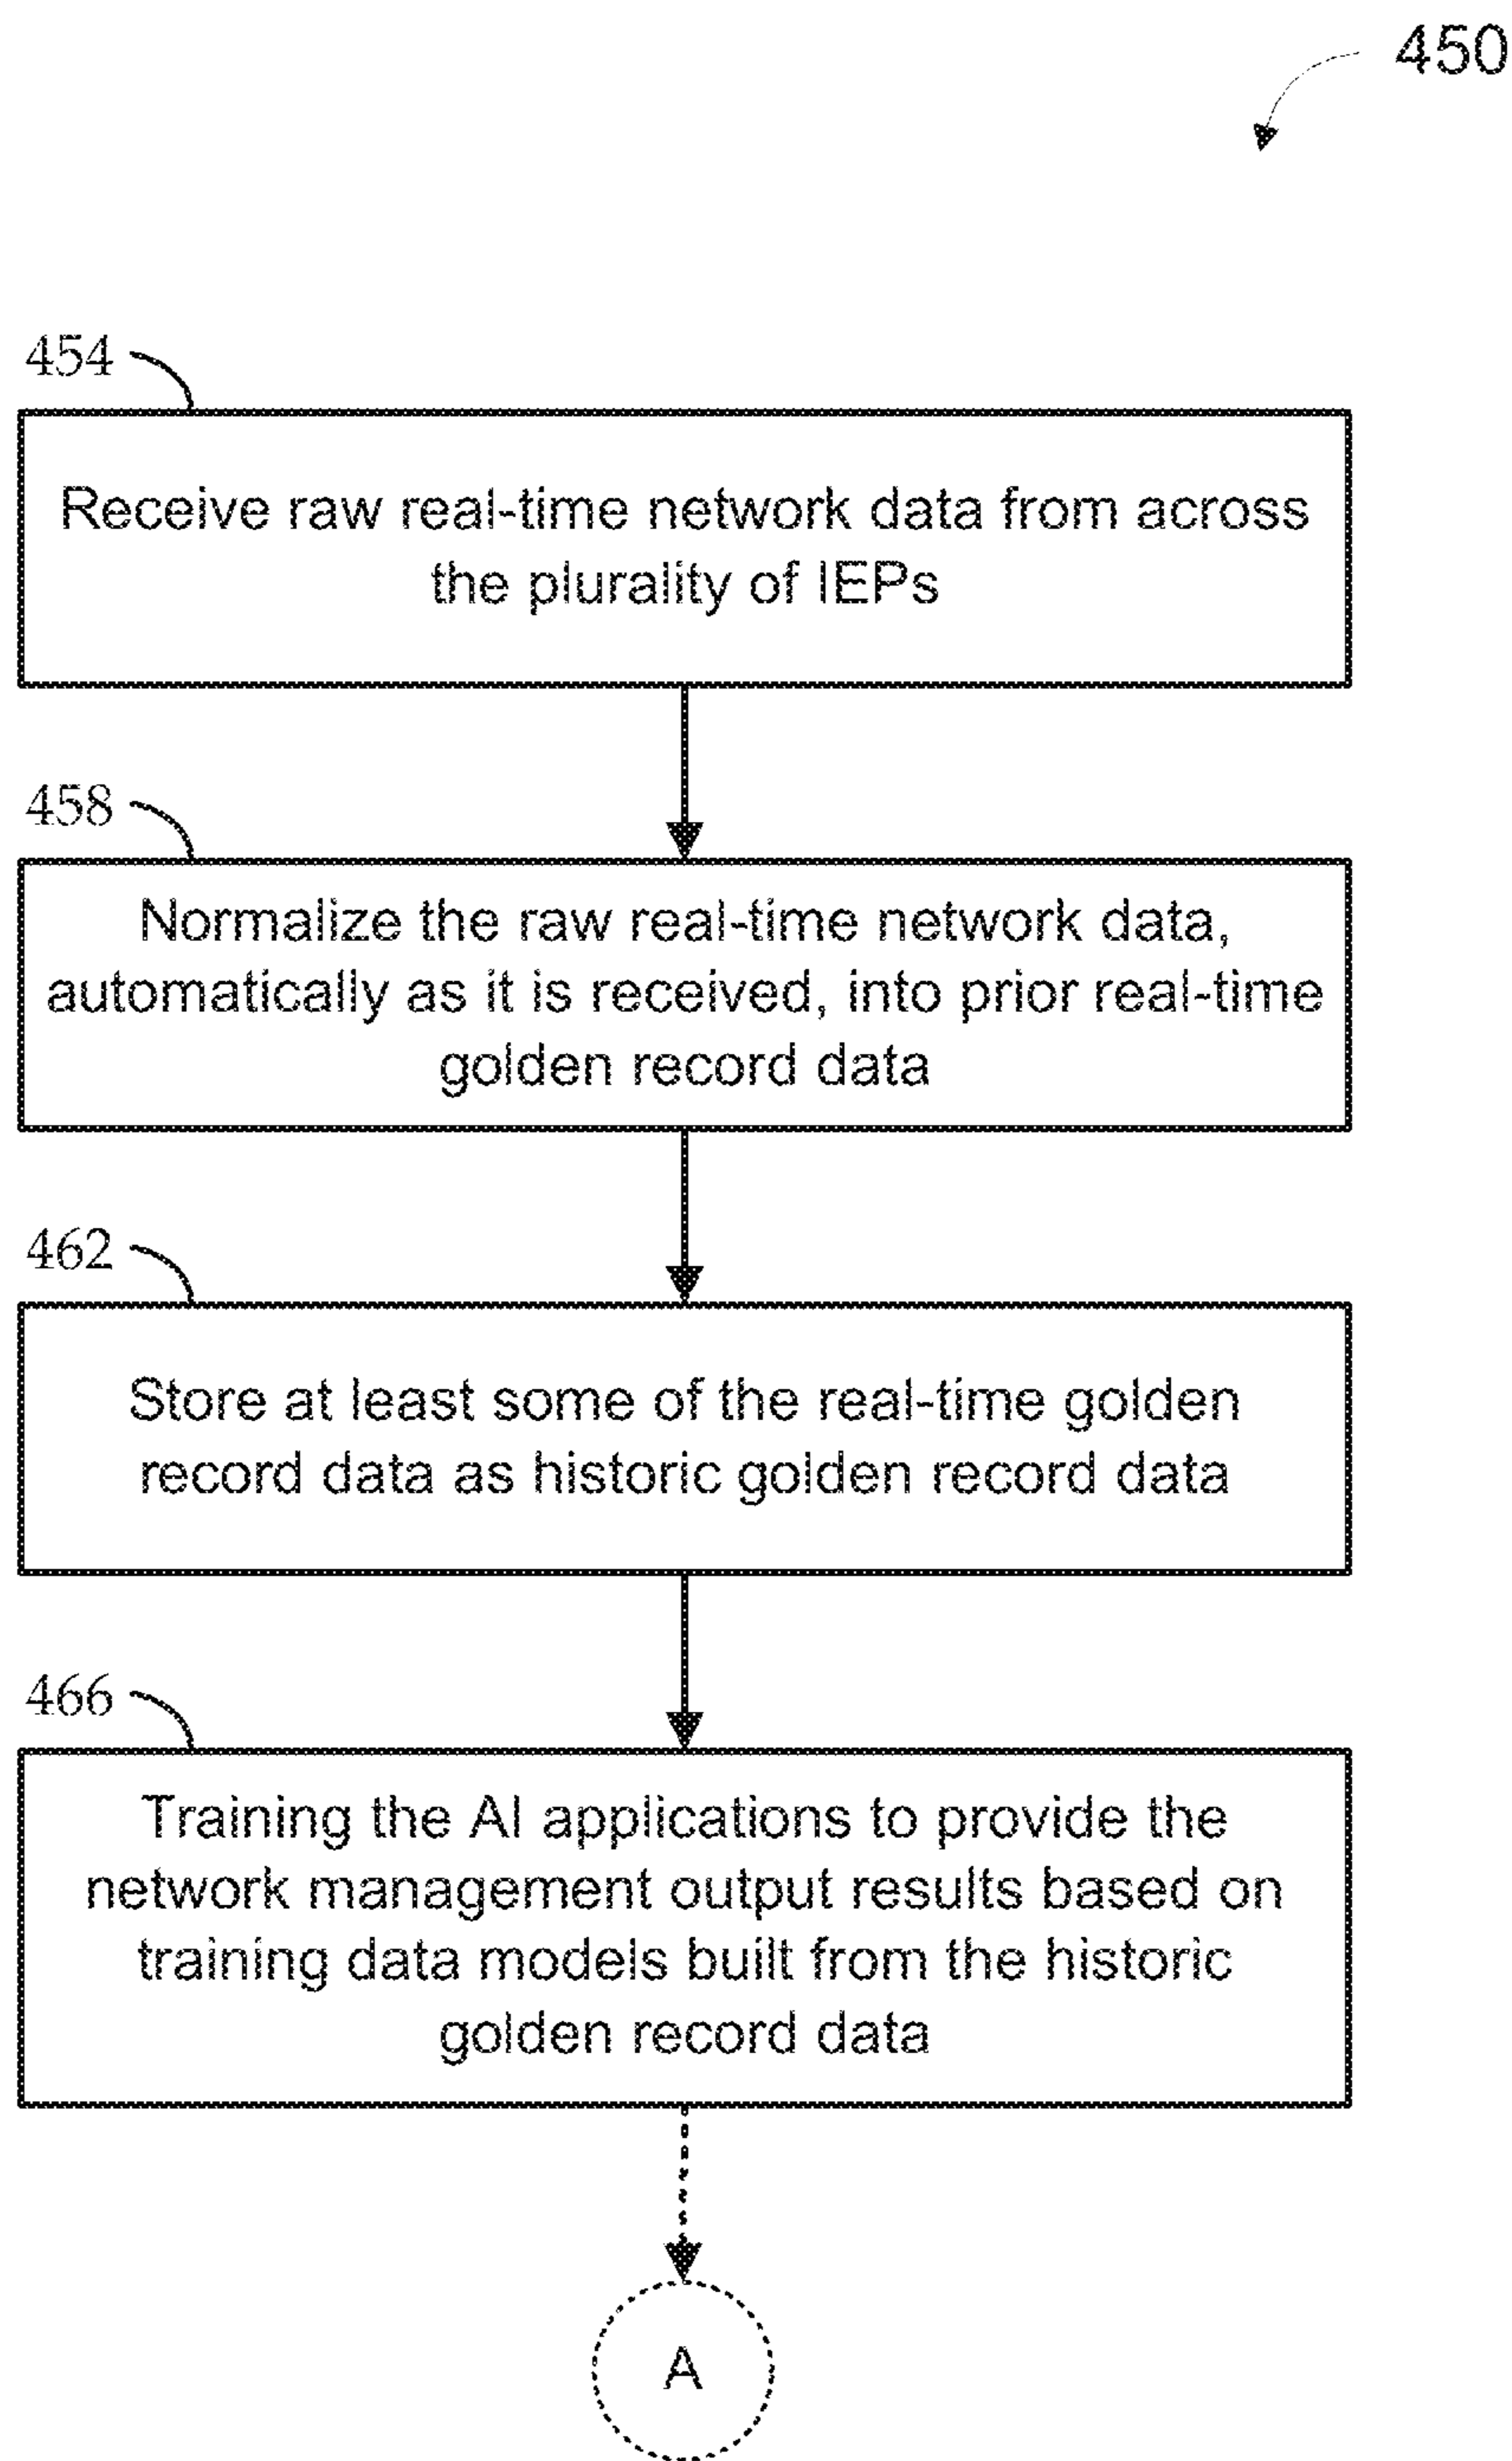 450
454
Receive raw real-time network data from across
the plurality of IEPs
458
Normalize the raw real-time network data,
automatically as it is received, into prior real-time
golden record data
462
Store at least some of the real-time golden
record data as historic golden record data
466
Training the AI applications to provide the
network management output results based on
training data models built from the historic
golden record data
A